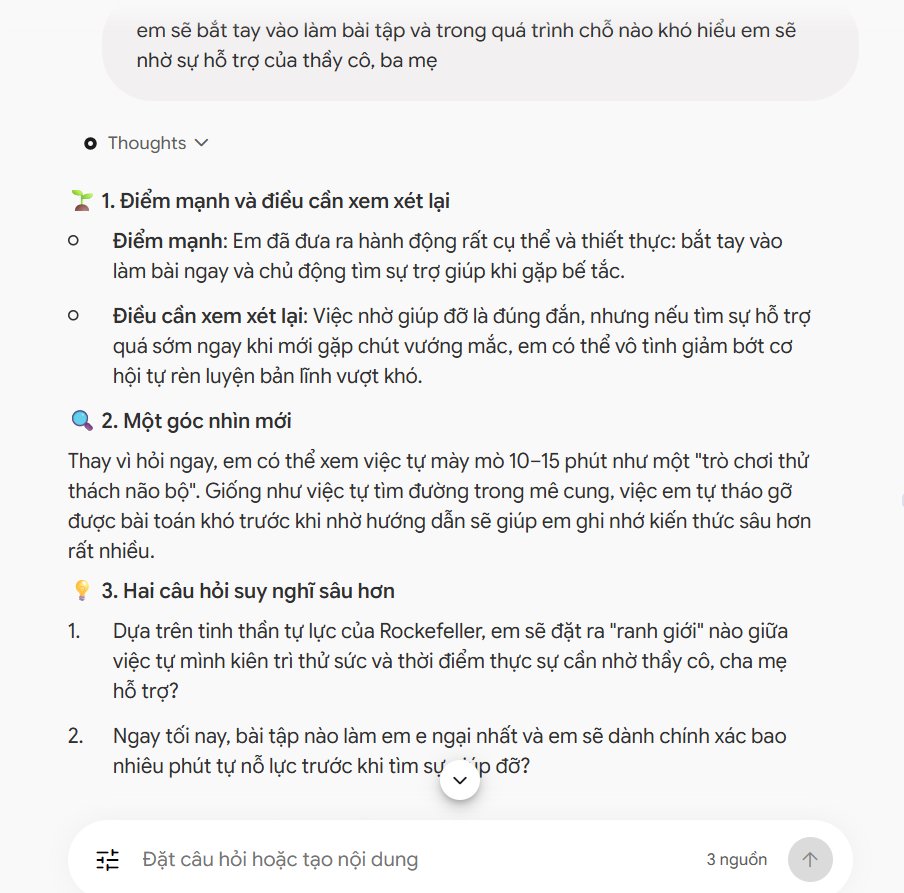 em sẽ bắt tay vào làm bài tập và trong quá trình chỗ nào khó hiểu em sẽ
nhờ sự hỗ trợ của thầy cô, ba mẹ
Thoughts
1. Điểm mạnh và điều cần xem xét lại
Điểm mạnh: Em đã đưa ra hành động rất cụ thể và thiết thực: bắt tay vào
làm bài ngay và chủ động tìm sự trợ giúp khi gặp bế tắc.
Điều cần xem xét lại: Việc nhờ giúp đỡ là đúng đắn, nhưng nếu tìm sự hỗ trợ
quá sớm ngay khi mới gặp chút vướng mắc, em có thể vô tình giảm bớt cơ
hội tự rèn luyện bản lĩnh vượt khó.
2. Một góc nhìn mới
Thay vì hỏi ngay, em có thể xem việc tự mày mò 10–15 phút như một "trò chơi thử
thách não bộ". Giống như việc tự tìm đường trong mê cung, việc em tự tháo gỡ
được bài toán khó trước khi nhờ hướng dẫn sẽ giúp em ghi nhớ kiến thức sâu hơn
rất nhiều.
3. Hai câu hỏi suy nghĩ sâu hơn
1. Dựa trên tinh thần tự lực của Rockefeller, em sẽ đặt ra "ranh giới" nào giữa
việc tự mình kiên trì thử sức và thời điểm thực sự cần nhờ thầy cô, cha mẹ
hỗ trợ?
2. Ngay tối nay, bài tập nào làm em e ngại nhất và em sẽ dành chính xác bao
nhiêu phút tự nỗ lực trước khi tìm sự đỡ?
Đặt câu hỏi hoặc tạo nội dung
3 nguồn